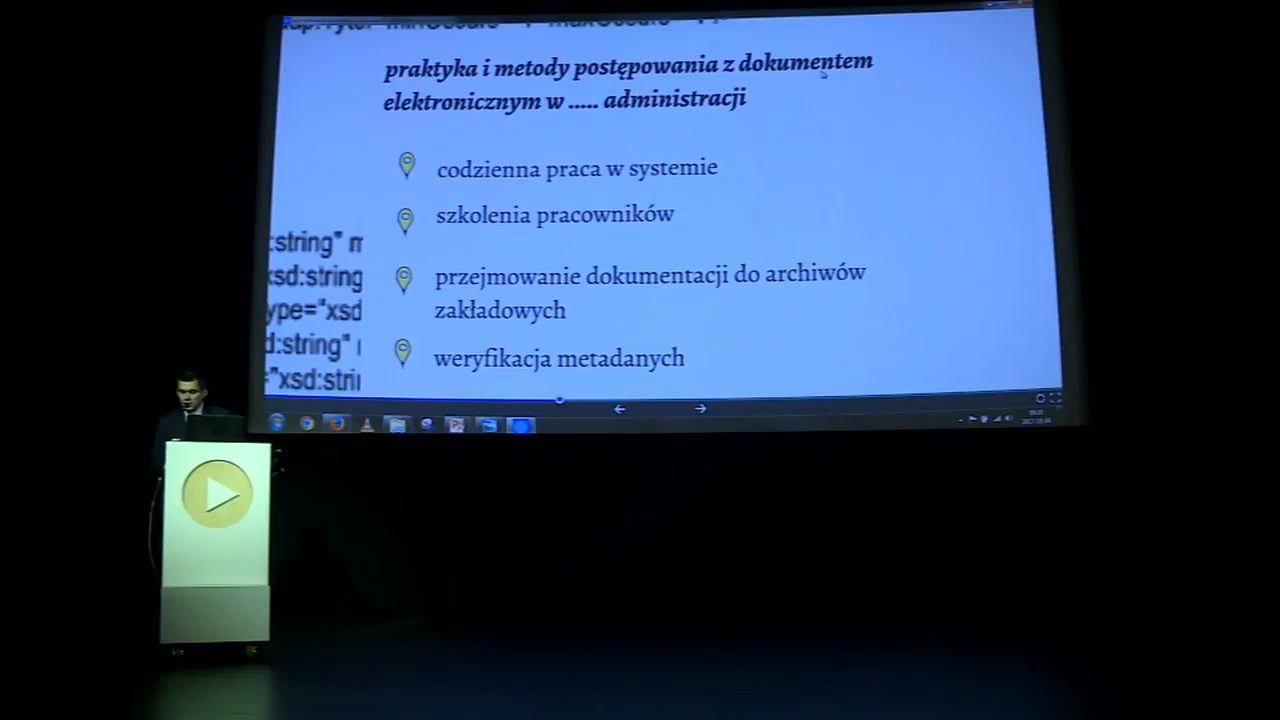 praktyka i metody postępowania z dokumentem
elektronicznym w ..... administracji
codzienna praca w systemie
szkolenia pracowników
przejmowanie dokumentacji do archiwów
zakładowych
weryfikacja metadanych
:string" m
xsd:string
ype="xsd
d:string"
="xsd:strin